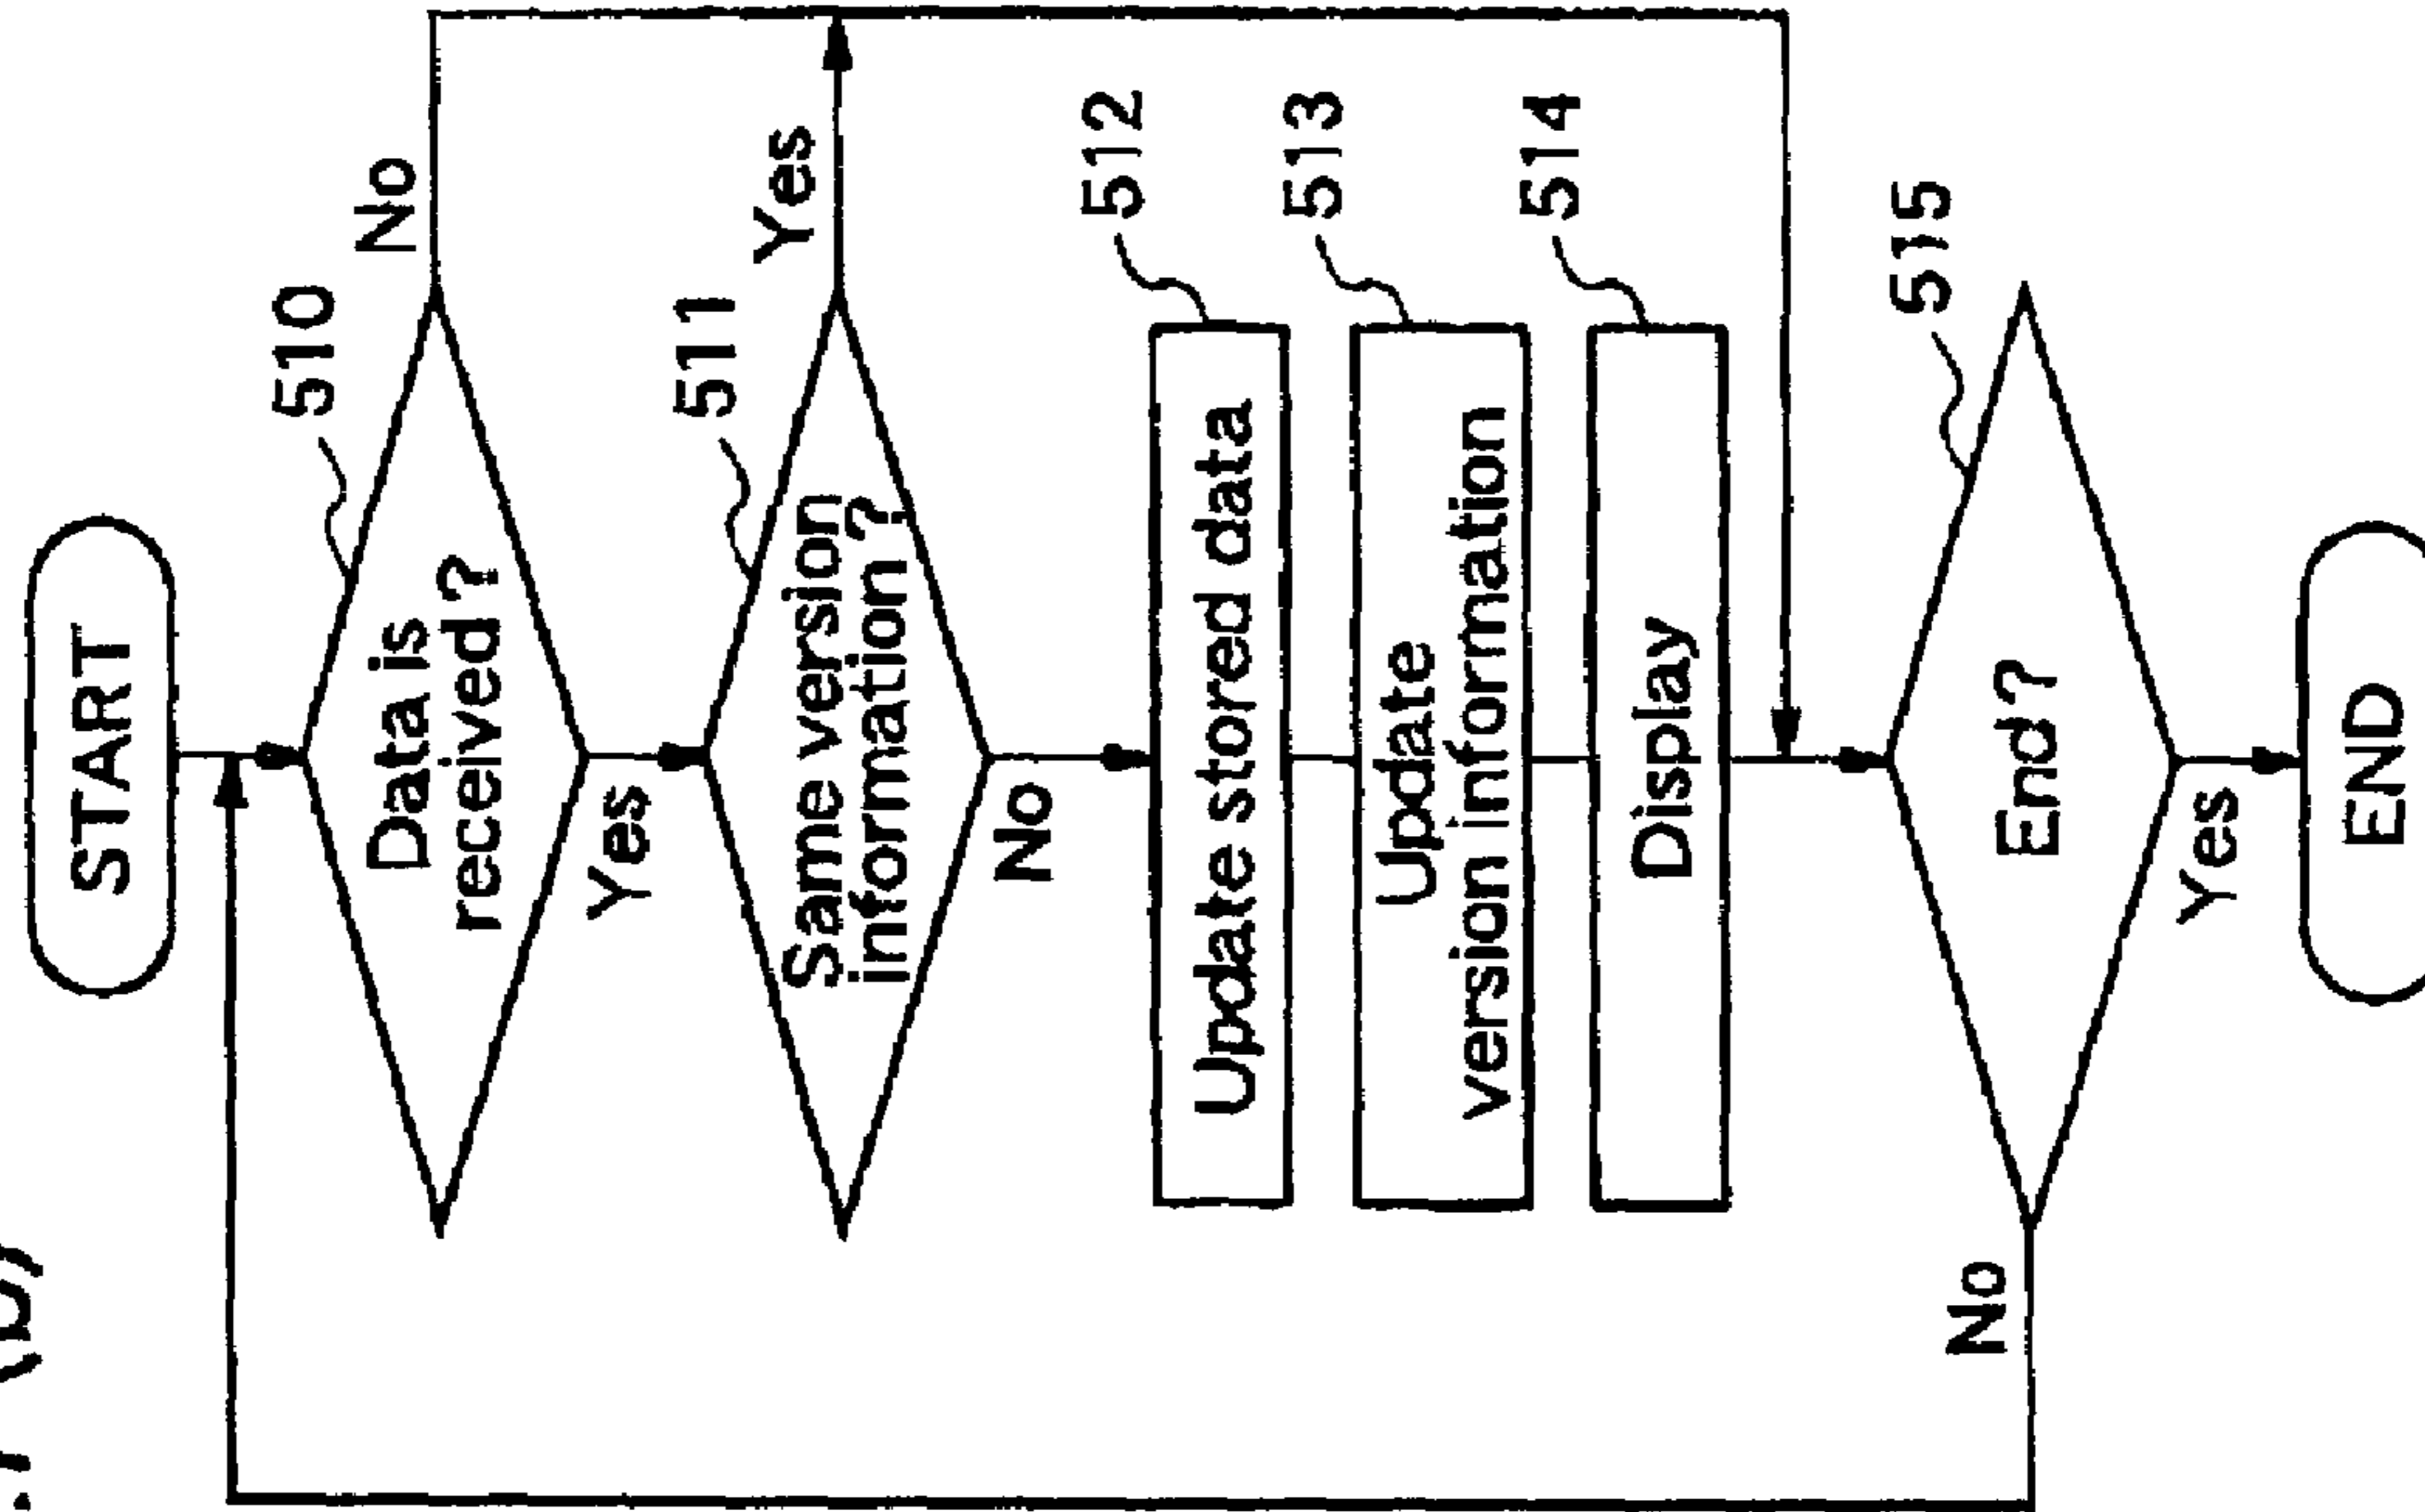 START
510
Data is
received ?
No
Yes
511
Same version
information ?
Yes
No
512
Update stored data
513
Update
version information
514
Display
515
End?
No
Yes
END